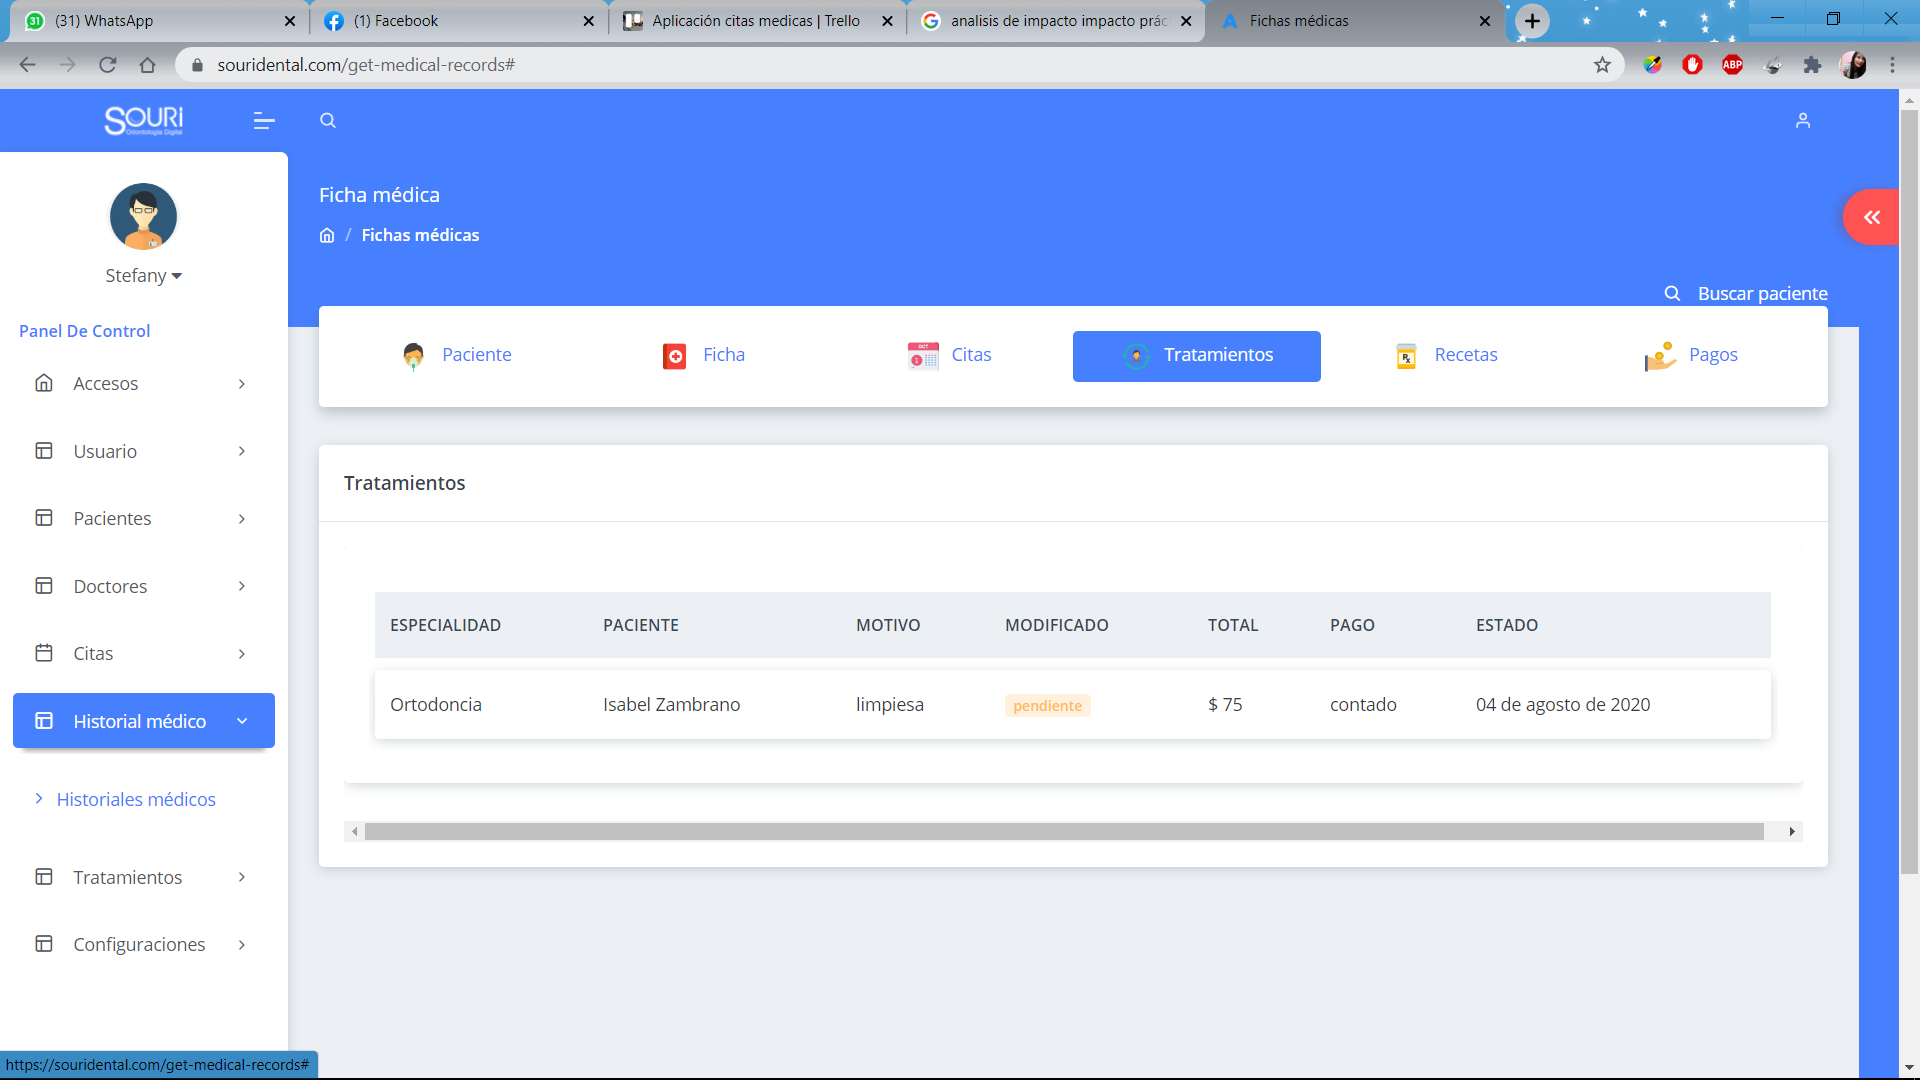 (31) WhatsApp
(1) Facebook
Aplicación citas medicas | Trello
analisis de impacto impacto prác
Fichas médicas
souridental.com/get-medical-records#
ABP
SOURI
Odontología Digital
Stefany
Ficha médica
/ Fichas médicas
Buscar paciente
Panel De Control
Accesos
Usuario
Pacientes
Doctores
Citas
Historial médico
Historiales médicos
Tratamientos
Configuraciones
Paciente
Ficha
Citas
Tratamientos
Recetas
Pagos
Tratamientos
ESPECIALIDAD PACIENTE MOTIVO MODIFICADO TOTAL PAGO ESTADO
Ortodoncia Isabel Zambrano limpiesa pendiente $ 75 contado 04 de agosto de 2020
https://souridental.com/get-medical-records#